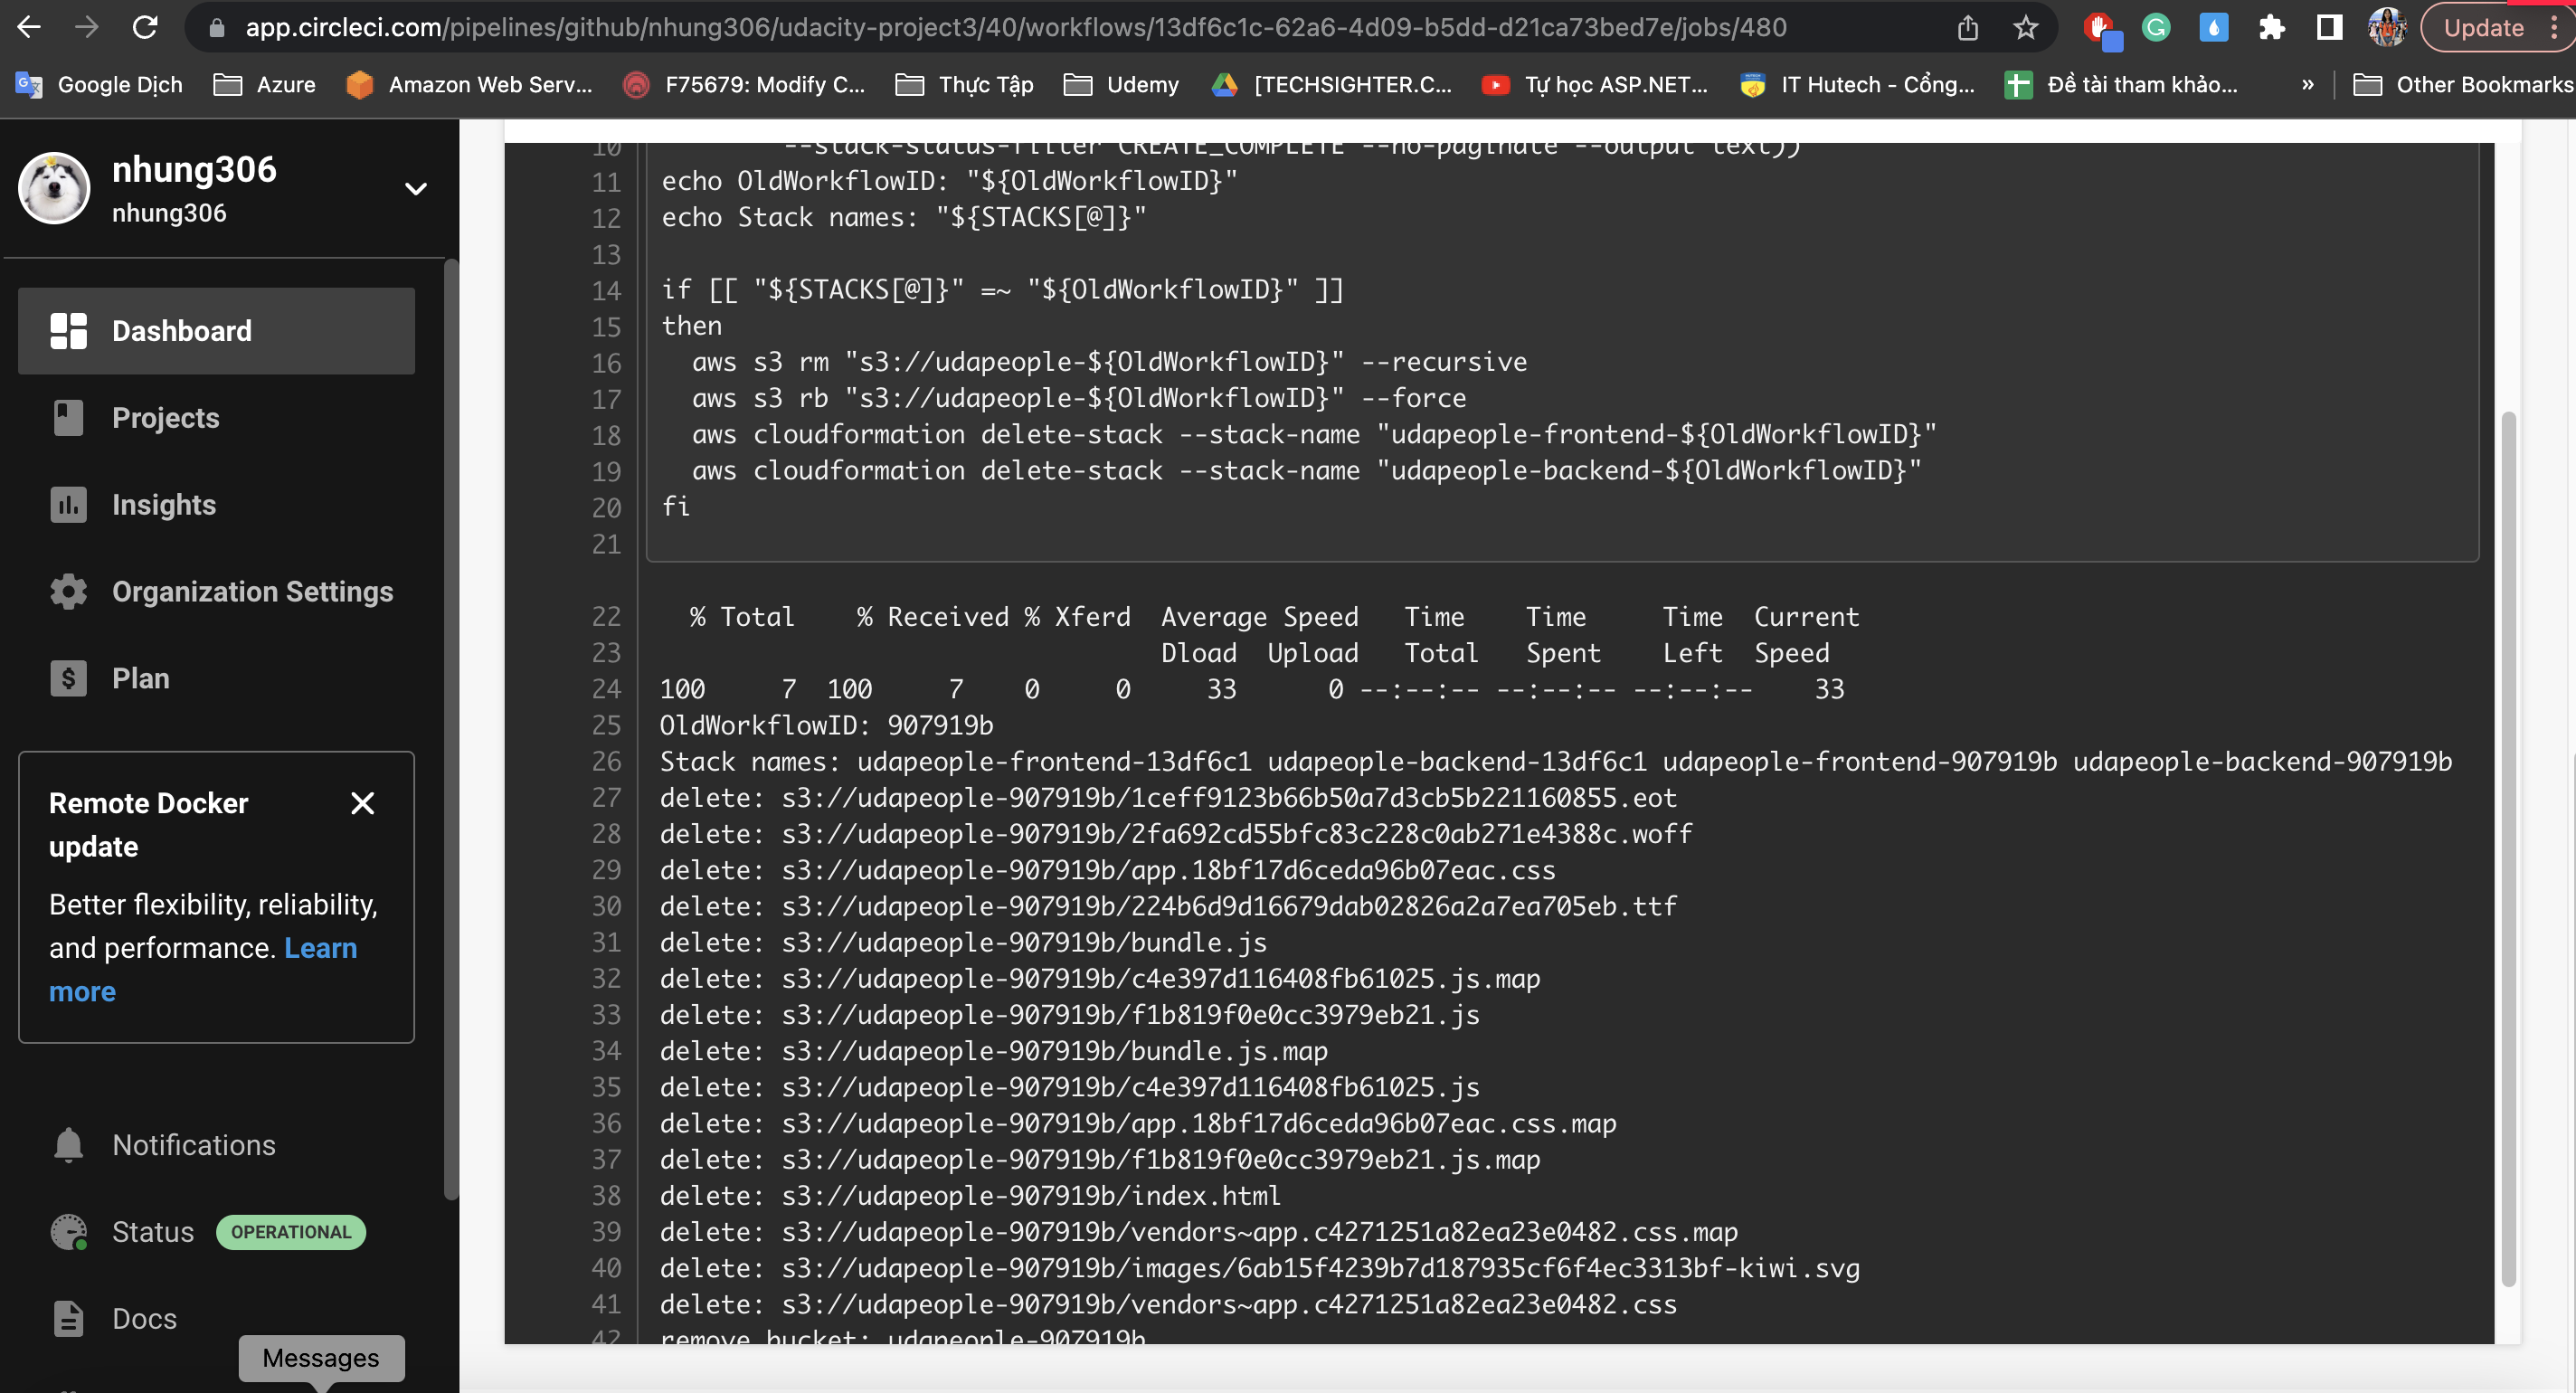 app.circleci.com/pipelines/github/nhung306/udacity-project3/40/workflows/13df6c1c-62a6-4d09-b5dd-d21ca73bed7e/jobs/480
Update
Google Dịch
Azure
Amazon Web Serv...
F75679: Modify C...
Thực Tập
Udemy
[TECHSIGHTER.C...
Tự học ASP.NET...
IT Hutech - Cổng...
Đề tài tham khảo...
»
Other Bookmarks
nhung306
nhung306
Dashboard
Projects
Insights
Organization Settings
Plan
Remote Docker
update
Better flexibility, reliability,
and performance. Learn
more
Notifications
Status OPERATIONAL
Docs
Messages
10 --stack-status-filter CREATE_COMPLETE --no-paginate --output text))
11 echo OldWorkflowID: "${OldWorkflowID}"
12 echo Stack names: "${STACKS[@]}"
13
14 if [[ "${STACKS[@]}" =~ "${OldWorkflowID}" ]]
15 then
16 aws s3 rm "s3://udapeople-${OldWorkflowID}" --recursive
17 aws s3 rb "s3://udapeople-${OldWorkflowID}" --force
18 aws cloudformation delete-stack --stack-name "udapeople-frontend-${OldWorkflowID}"
19 aws cloudformation delete-stack --stack-name "udapeople-backend-${OldWorkflowID}"
20 fi
21
22 % Total % Received % Xferd Average Speed Time Time Time Current
23 Dload Upload Total Spent Left Speed
24 100 7 100 7 0 0 33 0 --:--:-- --:--:-- --:--:-- 33
25 OldWorkflowID: 907919b
26 Stack names: udapeople-frontend-13df6c1 udapeople-backend-13df6c1 udapeople-frontend-907919b udapeople-backend-907919b
27 delete: s3://udapeople-907919b/1ceff9123b66b50a7d3cb5b221160855.eot
28 delete: s3://udapeople-907919b/2fa692cd55bfc83c228c0ab271e4388c.woff
29 delete: s3://udapeople-907919b/app.18bf17d6ceda96b07eac.css
30 delete: s3://udapeople-907919b/224b6d9d16679dab02826a2a7ea705eb.ttf
31 delete: s3://udapeople-907919b/bundle.js
32 delete: s3://udapeople-907919b/c4e397d116408fb61025.js.map
33 delete: s3://udapeople-907919b/f1b819f0e0cc3979eb21.js
34 delete: s3://udapeople-907919b/bundle.js.map
35 delete: s3://udapeople-907919b/c4e397d116408fb61025.js
36 delete: s3://udapeople-907919b/app.18bf17d6ceda96b07eac.css.map
37 delete: s3://udapeople-907919b/f1b819f0e0cc3979eb21.js.map
38 delete: s3://udapeople-907919b/index.html
39 delete: s3://udapeople-907919b/vendors~app.c4271251a82ea23e0482.css.map
40 delete: s3://udapeople-907919b/images/6ab15f4239b7d187935cf6f4ec3313bf-kiwi.svg
41 delete: s3://udapeople-907919b/vendors~app.c4271251a82ea23e0482.css
42 remove_bucket: udapeople-907919b